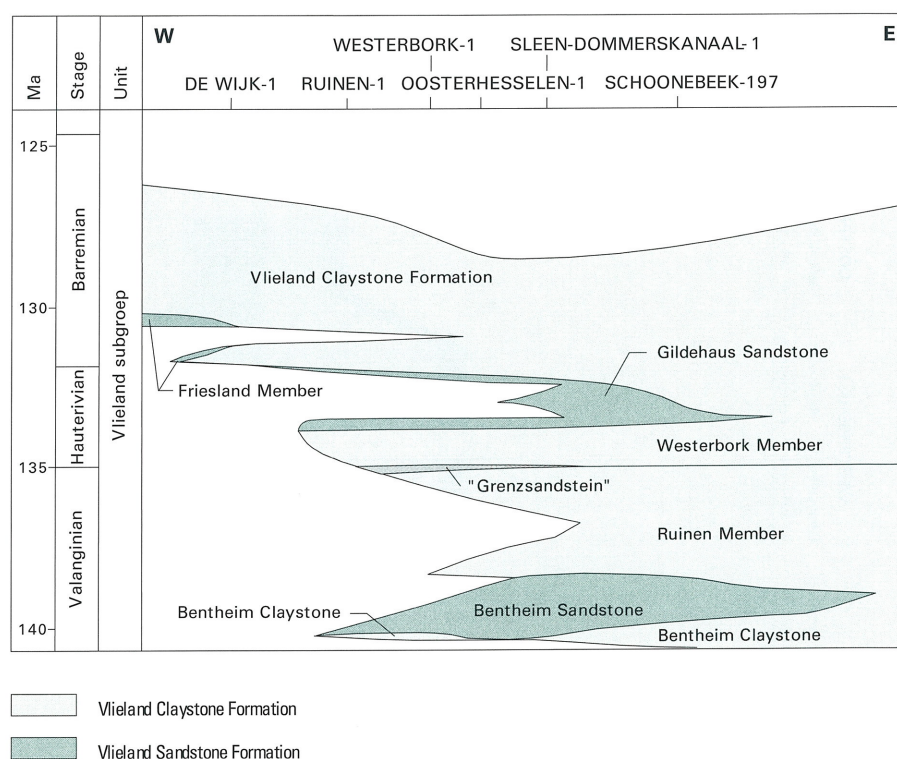 W
E
WESTERBORK-1
SLEEN-DOMMERSKANAAL-1
DE WIJK-1
RUINEN-1
OOSTERHESSELEN-1
SCHOONEBEEK-197
Ma
Stage
Unit
125
130
135
140
Barremian
Hauterivian
Valanginian
Vlieland subgroep
Vlieland Claystone Formation
Gildehaus Sandstone
Friesland Member
Westerbork Member
"Grenzsandstein"
Ruinen Member
Bentheim Claystone
Bentheim Sandstone
Bentheim Claystone
Vlieland Claystone Formation
Vlieland Sandstone Formation